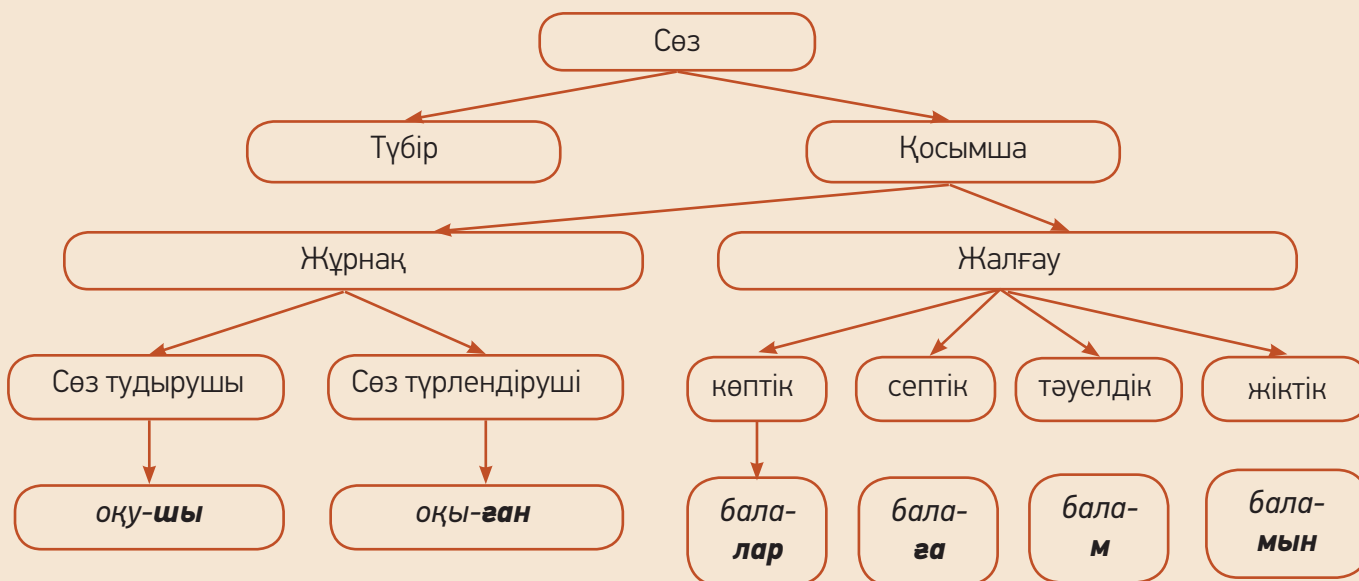 Сөз
Түбір
Қосымша
Жұрнақ
Жалғау
Сөз тудырушы
Сөз түрлендіруші
көптік
септік
тәуелдік
жіктік
оқу-шы
оқы-ған
бала-
лар
бала-
ға
бала-
м
бала-
мын